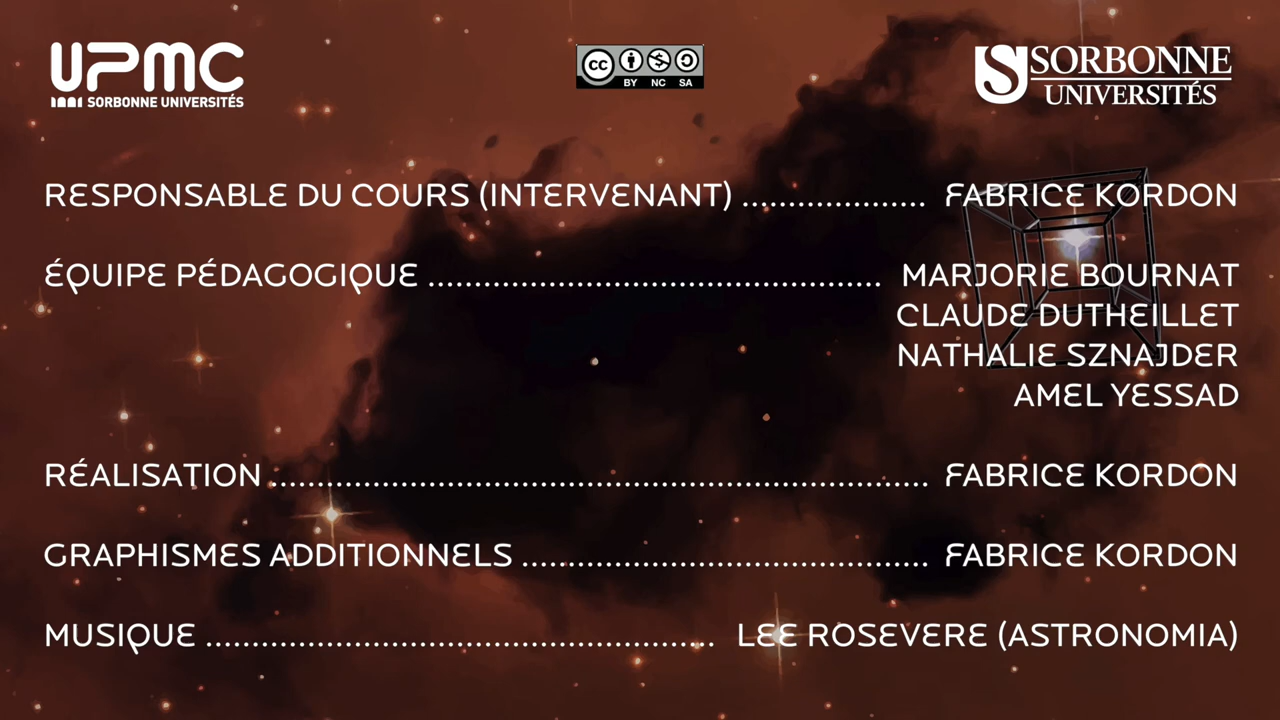 UPMC
SORBONNE UNIVERSITÉS
cc BY NC SA
SORBONNE
UNIVERSITÉS
RESPONSABLE DU COURS (INTERVENANT) .................... FABRICE KORDON
ÉQUIPE PÉDAGOGIQUE ................................................. MARJORIE BOURNAT
CLAUDE DUTHEILLET
NATHALIE SZNAJDER
AMEL YESSAD
RÉALISATION ....................................................................... FABRICE KORDON
GRAPHISMES ADDITIONNELS ............................................ FABRICE KORDON
MUSIQUE ....................................................... LEE ROSEVERE (ASTRONOMIA)